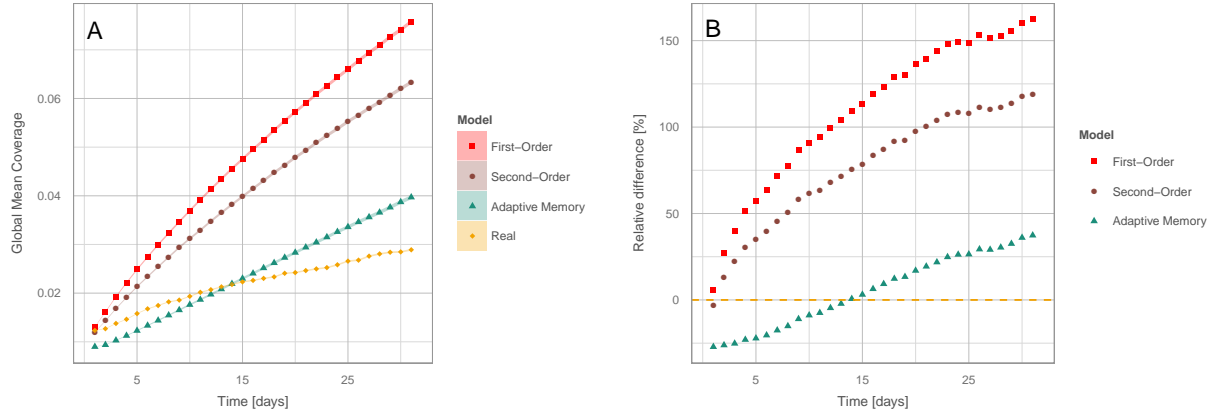 A
0.06
0.04
0.02
Global Mean Coverage
5
15
25
Time [days]
Model
First−Order
Second−Order
Adaptive Memory
Real
B
150
100
50
0
Relative difference [%]
5
15
25
Time [days]
Model
First−Order
Second−Order
Adaptive Memory